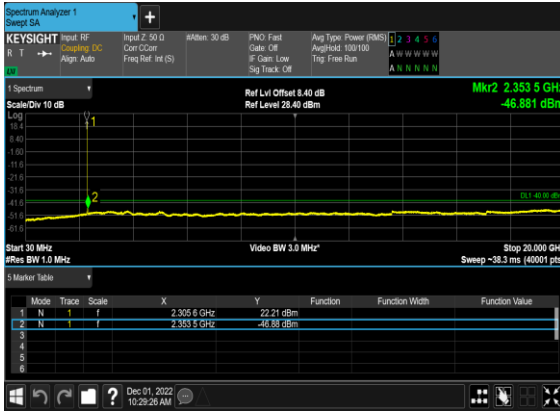 Spectrum Analyzer 1
Swept SA
+
KEYSIGHT Input: RF Input Z: 50 Ω #Atten: 30 dB PNO: Fast Avg Type: Power (RMS) 1 2 3 4 5 6
R T Coupling: DC Corr CCorr Gate: Off Avg|Hold: 100/100 A W W W W W
Align: Auto Freq Ref: Int (S) IF Gain: Low Trig: Free Run
Sig Track: Off A N N N N N
1 Spectrum Ref Lvl Offset 8.40 dB Mkr2 2.353 5 GHz
Scale/Div 10 dB Ref Level 28.40 dBm -46.881 dBm
Log
18.4
8.40
-1.60
-11.6
-21.6
-31.6
-41.6
-51.6
-61.6
1
2
DL1 -40.00 dBm
Start 30 MHz Video BW 3.0 MHz* Stop 20.000 GHz
#Res BW 1.0 MHz Sweep ~38.3 ms (40001 pts)
5 Marker Table
Mode Trace Scale X Y Function Function Width Function Value
1 N 1 f 2.305 6 GHz 22.21 dBm
2 N 1 f 2.353 5 GHz -46.88 dBm
3
4
5
6
? Dec 01, 2022
10:29:26 AM